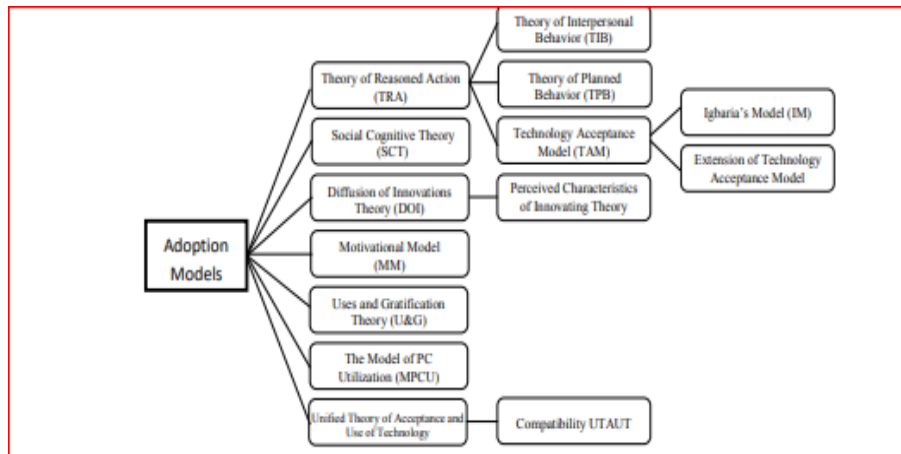 Adoption
Models
Theory of Reasoned Action
(TRA)
Social Cognitive Theory
(SCT)
Diffusion of Innovations
Theory (DOI)
Motivational Model
(MM)
Uses and Gratification
Theory (U&G)
The Model of PC
Utilization (MPCU)
Unified Theory of Acceptance and
Use of Technology
Theory of Interpersonal
Behavior (TIB)
Theory of Planned
Behavior (TPB)
Technology Acceptance
Model (TAM)
Perceived Characteristics
of Innovating Theory
Compatibility UTAUT
Igbaria's Model (IM)
Extension of Technology
Acceptance Model